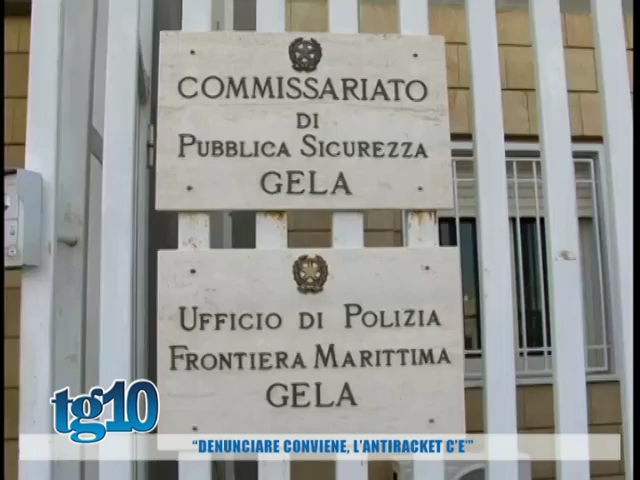 COMMISSARIATO
DI
PUBBLICA SICUREZZA
GELA
UFFICIO DI POLIZIA
FRONTIERA MARITTIMA
GELA
tg10
"DENUNCIARE CONVIENE, L'ANTIRACKET C'E'"